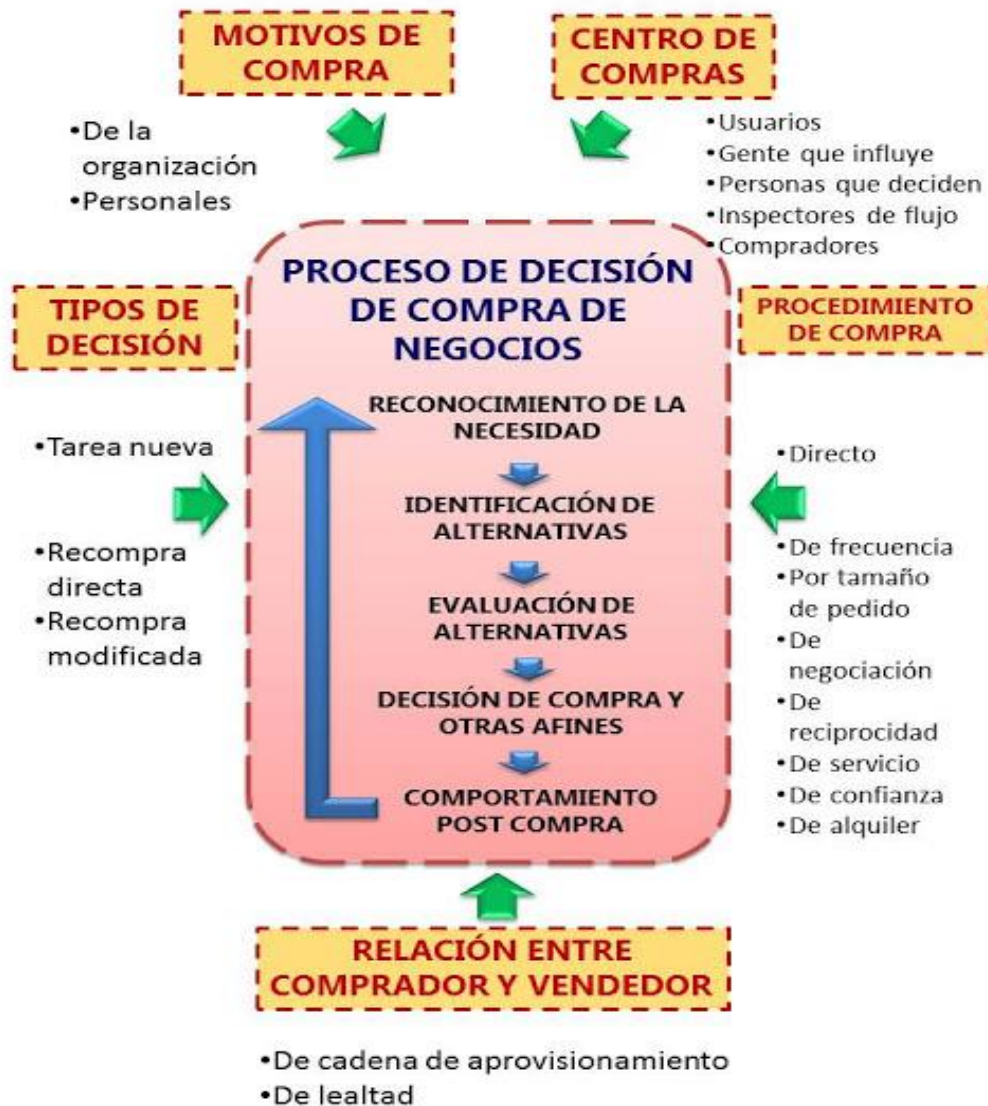 MOTIVOS DE
COMPRA
•De la
organización
•Personales
CENTRO DE
COMPRAS
•Usuarios
•Gente que influye
•Personas que deciden
•Inspectores de flujo
•Compradores
TIPOS DE
DECISIÓN
•Tarea nueva
•Recompra
directa
•Recompra
modificada
PROCESO DE DECISIÓN
DE COMPRA DE
NEGOCIOS
RECONOCIMIENTO DE LA
NECESIDAD
IDENTIFICACIÓN DE
ALTERNATIVAS
EVALUACIÓN DE
ALTERNATIVAS
DECISIÓN DE COMPRA Y
OTRAS AFINES
COMPORTAMIENTO
POST COMPRA
PROCEDIMIENTO
DE COMPRA
•Directo
•De frecuencia
•Por tamaño
de pedido
•De
negociación
•De
reciprocidad
•De servicio
•De confianza
•De alquiler
RELACIÓN ENTRE
COMPRADOR Y VENDEDOR
•De cadena de aprovisionamiento
•De lealtad